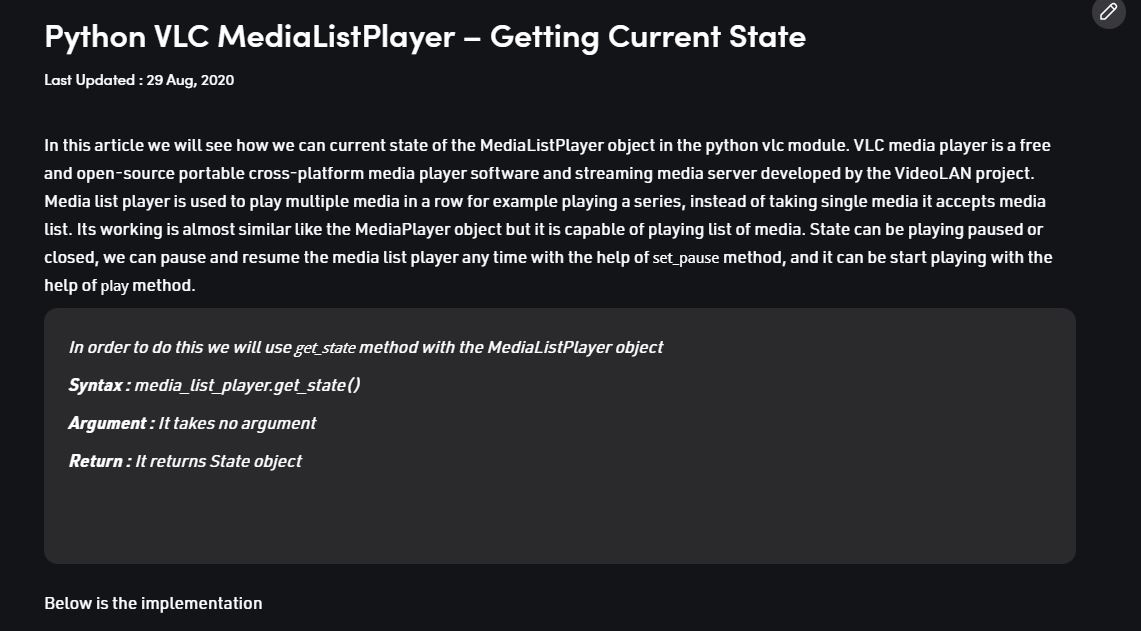 Python VLC MediaListPlayer – Getting Current State
Last Updated : 29 Aug, 2020
In this article we will see how we can current state of the MediaListPlayer object in the python vlc module. VLC media player is a free
and open-source portable cross-platform media player software and streaming media server developed by the VideoLAN project.
Media list player is used to play multiple media in a row for example playing a series, instead of taking single media it accepts media
list. Its working is almost similar like the MediaPlayer object but it is capable of playing list of media. State can be playing paused or
closed, we can pause and resume the media list player any time with the help of set_pause method, and it can be start playing with the
help of play method.
In order to do this we will use get_state method with the MediaListPlayer object
Syntax : media_list_player.get_state()
Argument : It takes no argument
Return : It returns State object
Below is the implementation